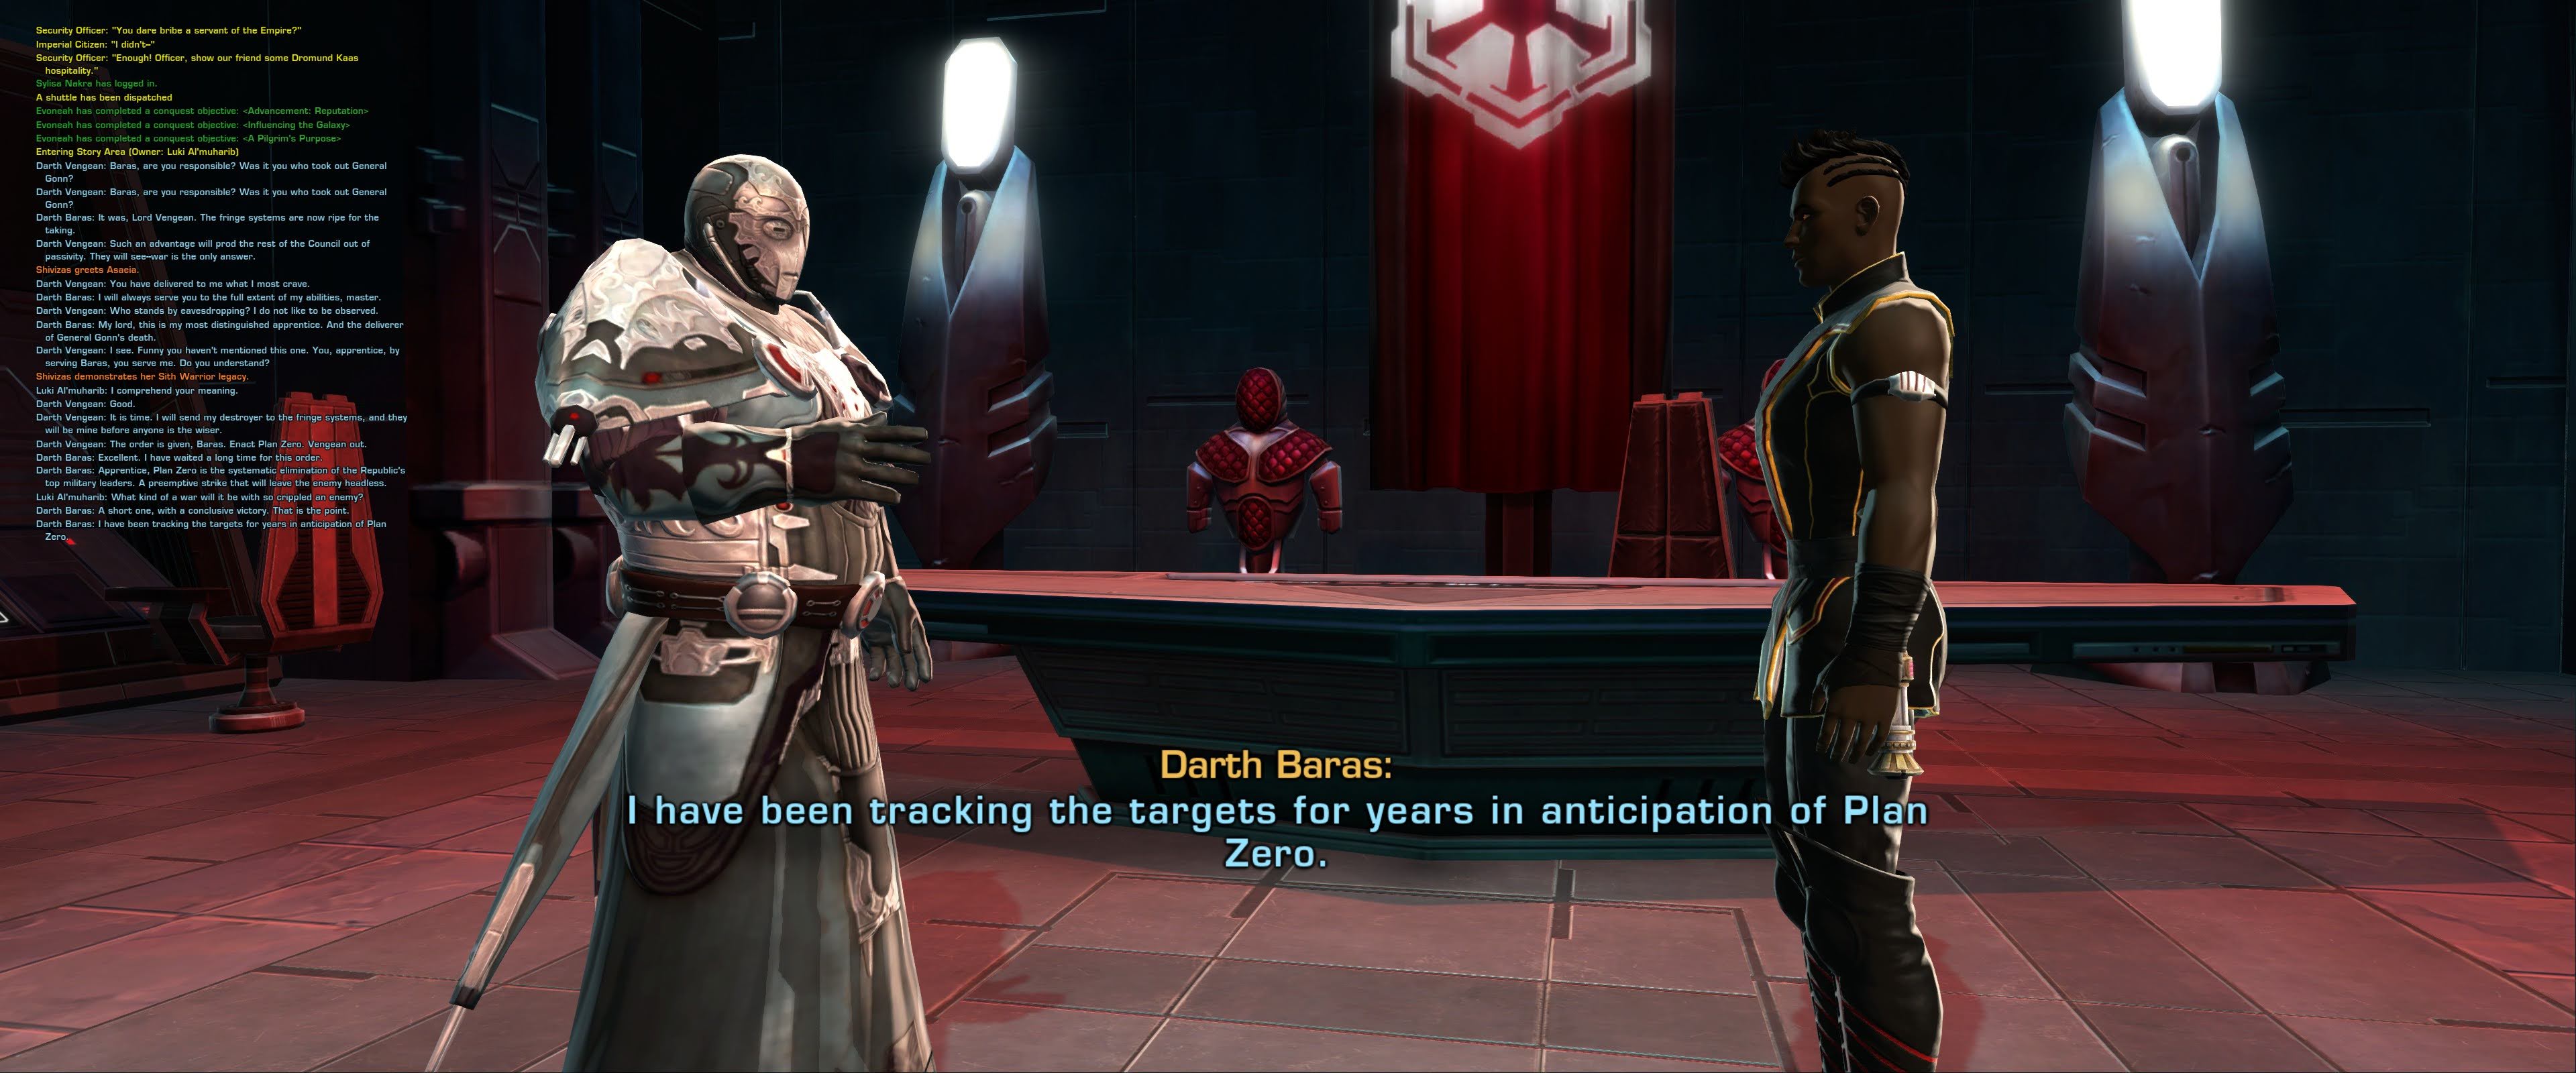 Security Officer: "You dare bribe a servant of the Empire?"
Imperial Citizen: "I didn't--"
Security Officer: "Enough! Officer, show our friend some Dromund Kaas
hospitality."
Sylisa Nakra has logged in.
A shuttle has been dispatched
Evoneah has completed a conquest objective: <Advancement: Reputation>
Evoneah has completed a conquest objective: <Influencing the Galaxy>
Evoneah has completed a conquest objective: <A Pilgrim's Purpose>
Entering Story Area (Owner: Luki Al'muharib)
Darth Vengean: Baras, are you responsible? Was it you who took out General
Gonn?
Darth Vengean: Baras, are you responsible? Was it you who took out General
Gonn?
Darth Baras: It was, Lord Vengean. The fringe systems are now ripe for the
taking.
Darth Vengean: Such an advantage will prod the rest of the Council out of
passivity. They will see--war is the only answer.
Shivizas greets Asaeia.
Darth Vengean: You have delivered to me what I most crave.
Darth Baras: I will always serve you to the full extent of my abilities, master.
Darth Vengean: Who stands by eavesdropping? I do not like to be observed.
Darth Baras: My lord, this is my most distinguished apprentice. And the deliverer
of General Gonn's death.
Darth Vengean: I see. Funny you haven't mentioned this one. You, apprentice, by
serving Baras, you serve me. Do you understand?
Shivizas demonstrates her Sith Warrior legacy.
Luki Al'muharib: I comprehend your meaning.
Darth Vengean: Good.
Darth Vengean: It is time. I will send my destroyer to the fringe systems, and they
will be mine before anyone is the wiser.
Darth Vengean: The order is given, Baras. Enact Plan Zero. Vengean out.
Darth Baras: Excellent. I have waited a long time for this order.
Darth Baras: Apprentice, Plan Zero is the systematic elimination of the Republic's
top military leaders. A preemptive strike that will leave the enemy headless.
Luki Al'muharib: What kind of a war will it be with so crippled an enemy?
Darth Baras: A short one, with a conclusive victory. That is the point.
Darth Baras: I have been tracking the targets for years in anticipation of Plan
Zero.
Darth Baras:
I have been tracking the targets for years in anticipation of Plan
Zero.